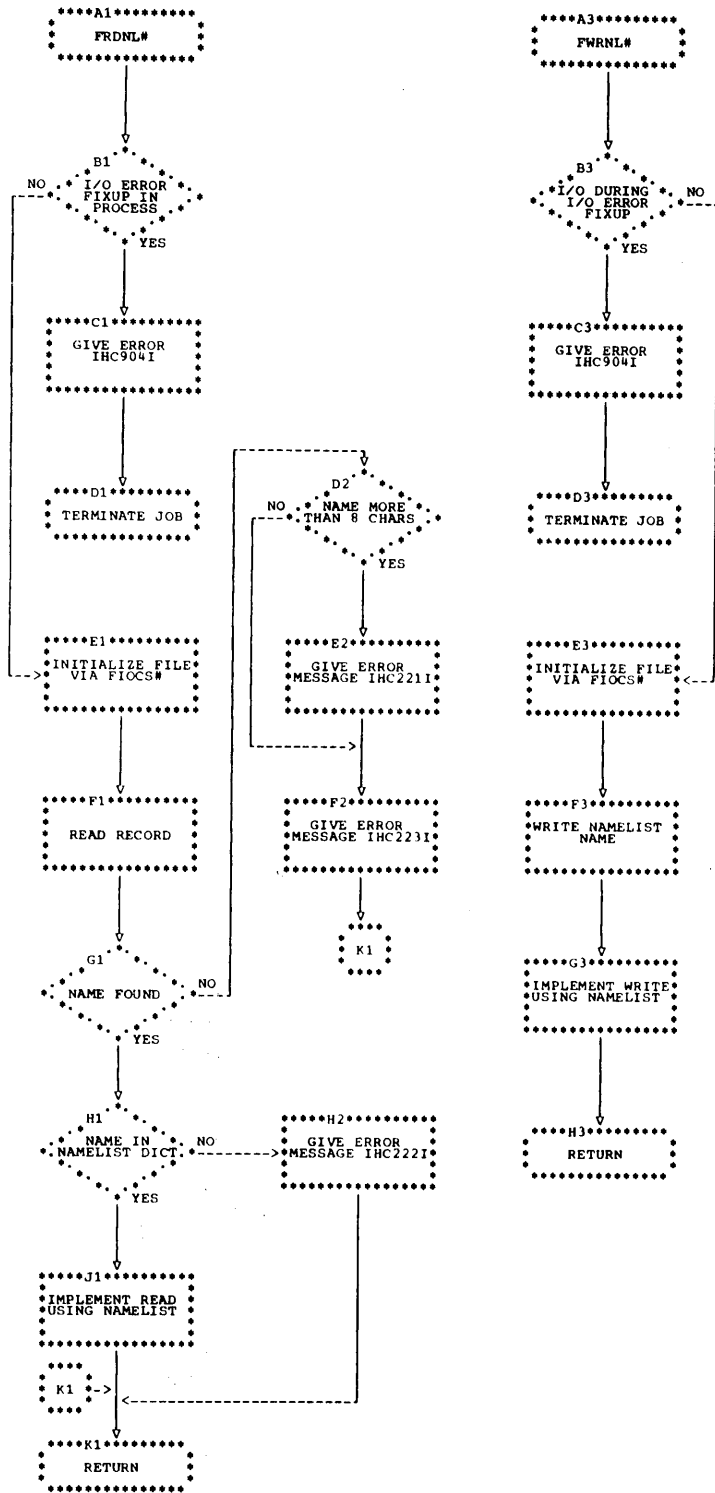 A1
FRDNL#
B1
I/O ERROR
FIXUP IN
PROCESS
NO
YES
C1
GIVE ERROR
IHC904I
D1
TERMINATE JOB
E1
INITIALIZE FILE
VIA FIOCS#
F1
READ RECORD
G1
NAME FOUND
NO
YES
H1
NAME IN
NAMELIST DICT
NO
YES
J1
IMPLEMENT READ
USING NAMELIST
K1
K1
RETURN
D2
NAME MORE
THAN 8 CHARS
NO
YES
E2
GIVE ERROR
MESSAGE IHC221I
F2
GIVE ERROR
MESSAGE IHC223I
K1
H2
GIVE ERROR
MESSAGE IHC222I
A3
FWRNL#
B3
I/O DURING
I/O ERROR
FIXUP
NO
YES
C3
GIVE ERROR
IHC904I
D3
TERMINATE JOB
E3
INITIALIZE FILE
VIA FIOCS#
F3
WRITE NAMELIST
NAME
G3
IMPLEMENT WRITE
USING NAMELIST
H3
RETURN